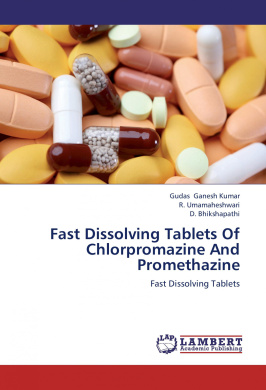 Gudas Ganesh Kumar
R. Umamaheshwari
D. Bhikshapathi
Fast Dissolving Tablets Of
Chlorpromazine And
Promethazine
Fast Dissolving Tablets
LAP
LAMBERT
Academic Publishing